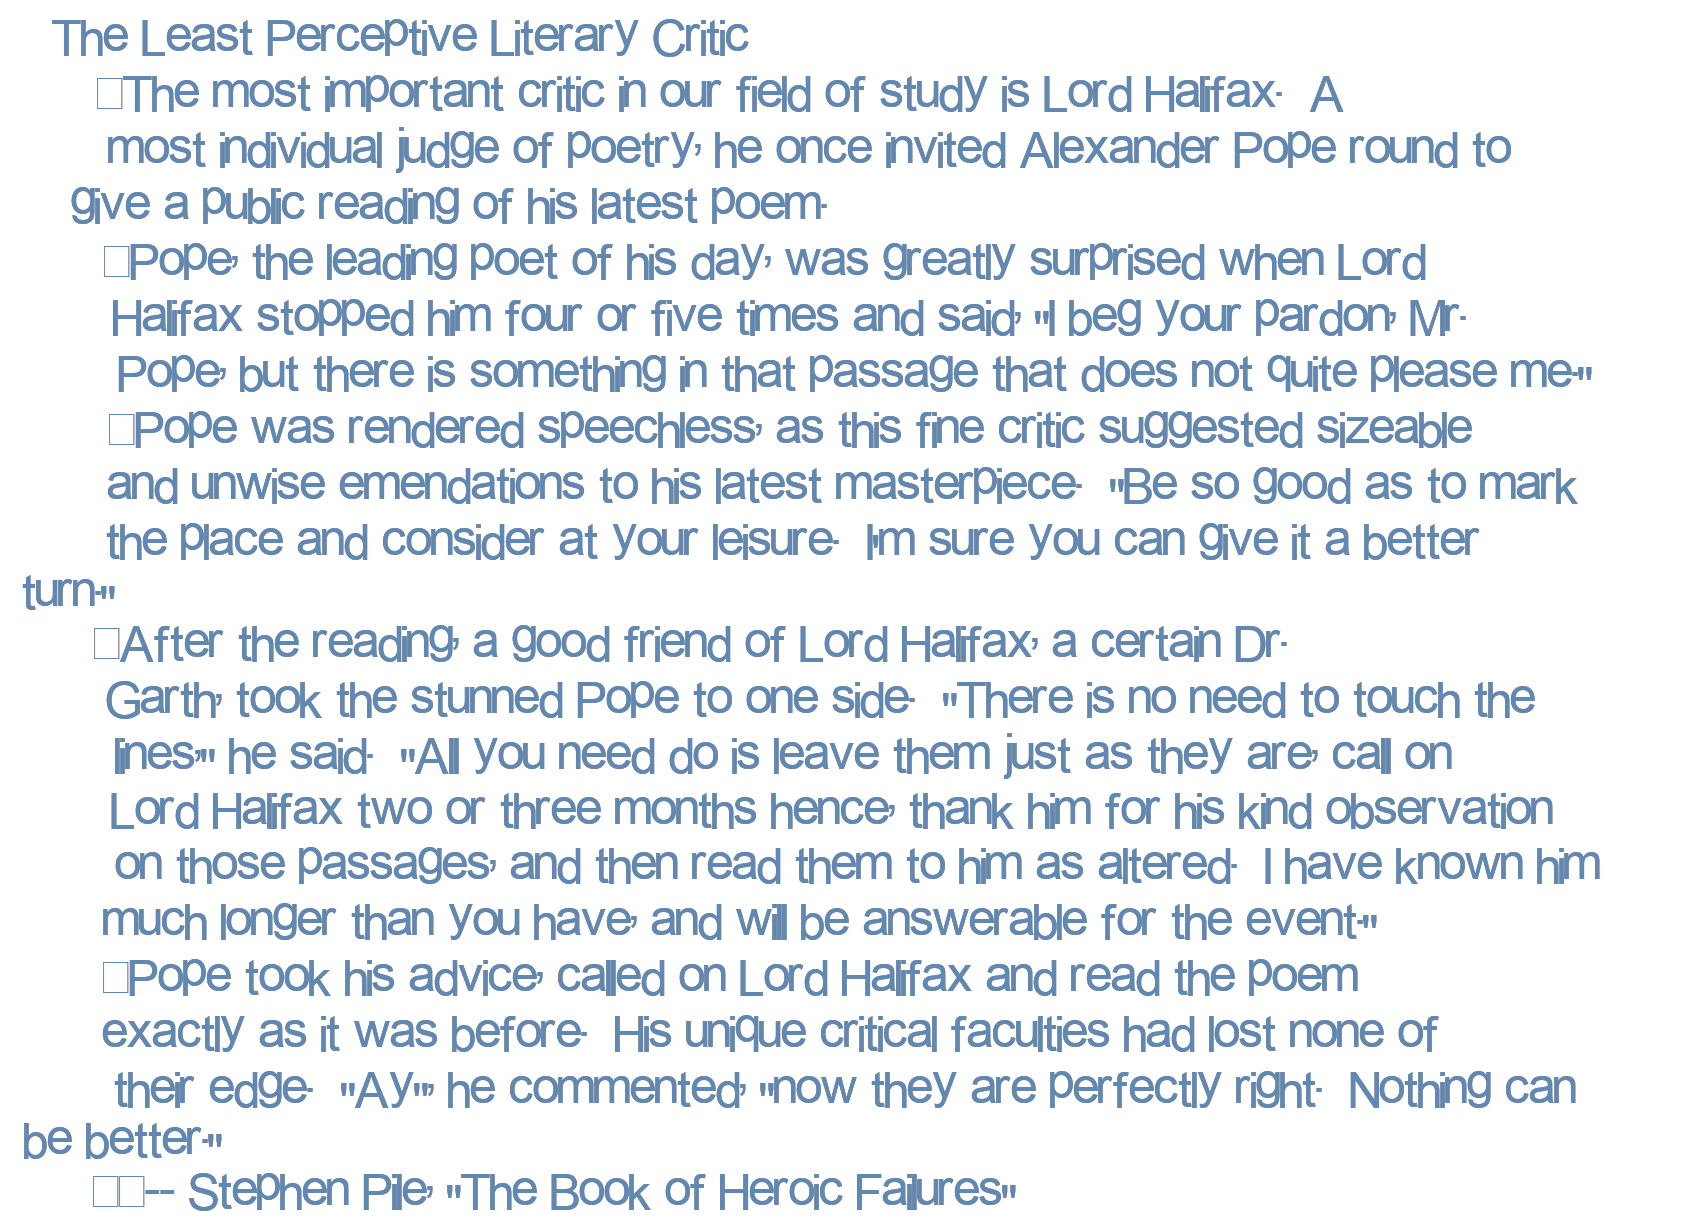 The Least Perceptive Literary Critic
The most important critic in our field of study is Lord Halifax.  A
most individual judge of poetry, he once invited Alexander Pope round to
give a public reading of his latest poem.
Pope, the leading poet of his day, was greatly surprised when Lord
Halifax stopped him four or five times and said, "I beg your pardon, Mr.
Pope, but there is something in that passage that does not quite please me."
Pope was rendered speechless, as this fine critic suggested sizeable
and unwise emendations to his latest masterpiece.  "Be so good as to mark
the place and consider at your leisure.  I'm sure you can give it a better
turn."
After the reading, a good friend of Lord Halifax, a certain Dr.
Garth, took the stunned Pope to one side.  "There is no need to touch the
lines," he said.  "All you need do is leave them just as they are, call on
Lord Halifax two or three months hence, thank him for his kind observation
on those passages, and then read them to him as altered.  I have known him
much longer than you have, and will be answerable for the event."
Pope took his advice, called on Lord Halifax and read the poem
exactly as it was before.  His unique critical faculties had lost none of
their edge.  "Ay", he commented, "now they are perfectly right.  Nothing can
be better."
-- Stephen Pile, "The Book of Heroic Failures"